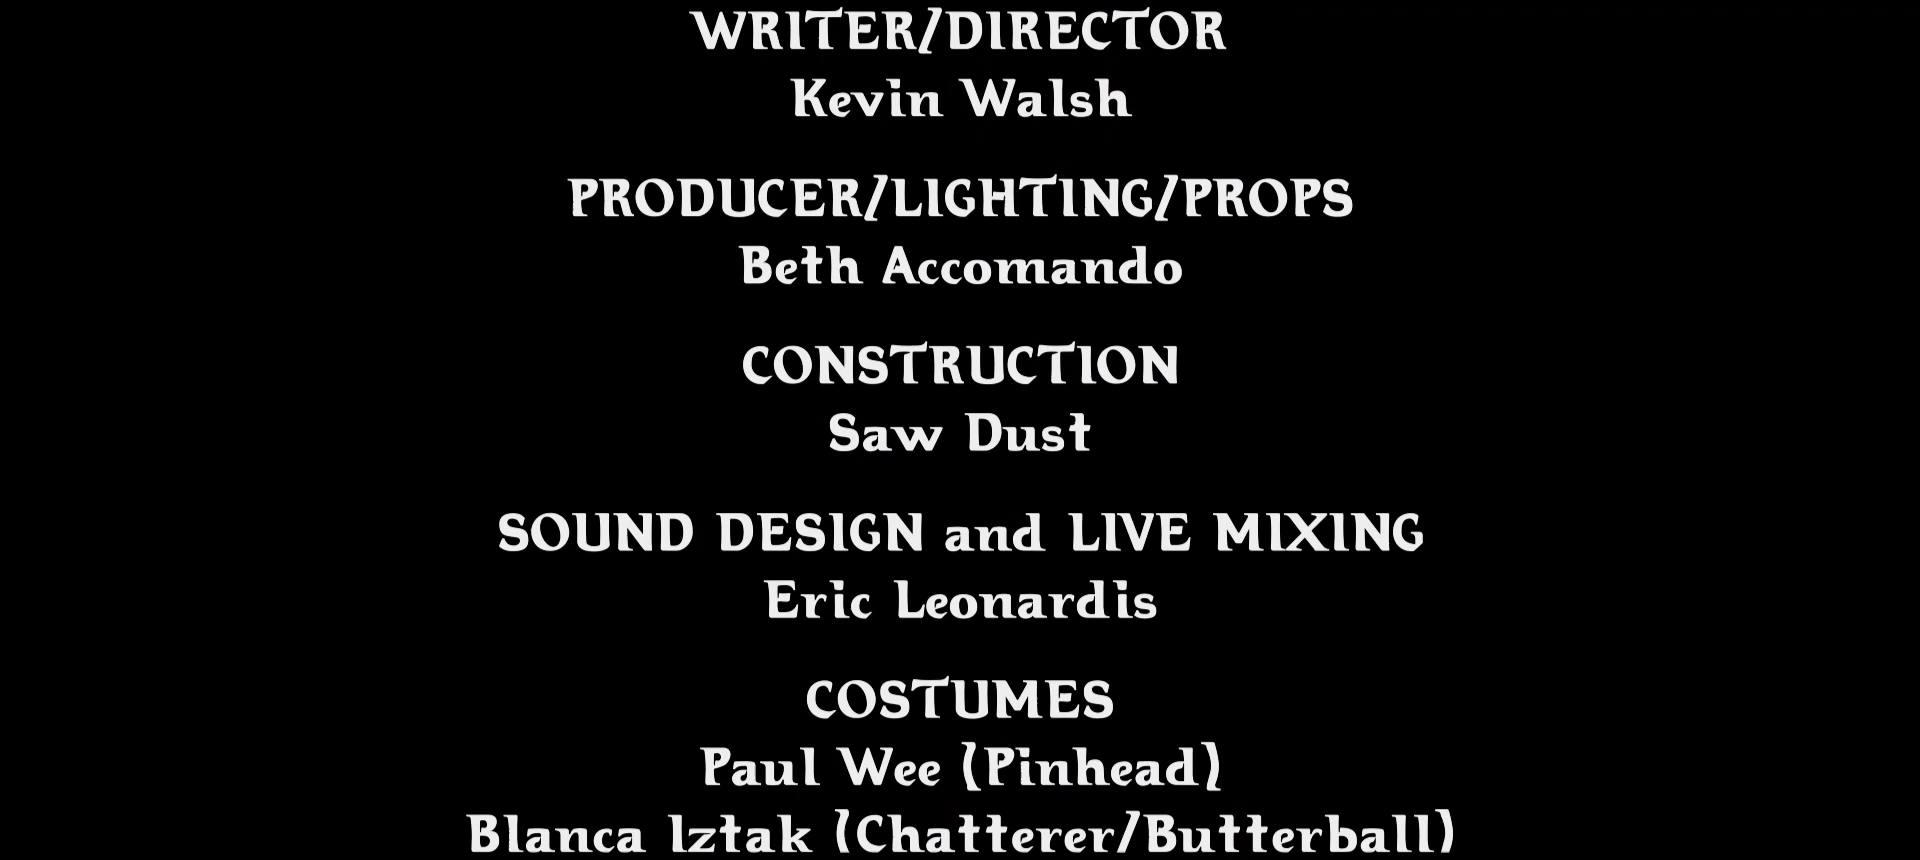 WRITER/DIRECTOR
Kevin Walsh
PRODUCER/LIGHTING/PROPS
Beth Accomando
CONSTRUCTION
Saw Dust
SOUND DESIGN and LIVE MIXING
Eric Leonardis
COSTUMES
Paul Wee (Pinhead)
Blanca Iztak (Chatterer/Butterball)